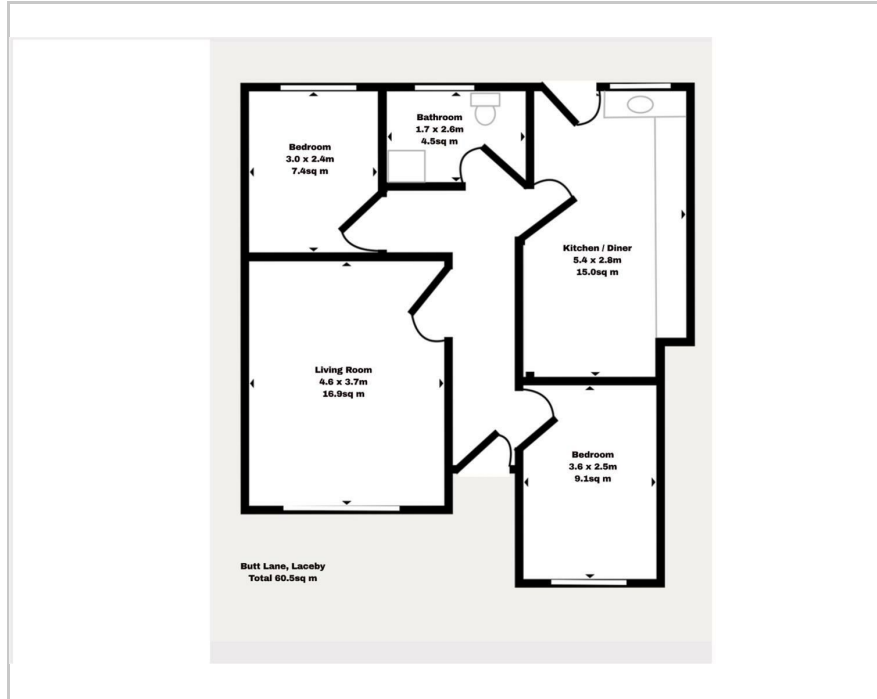 Bathroom
1.7 x 2.6m
4.5sq m
Bedroom
3.0 x 2.4m
7.4sq m
Kitchen / Diner
5.4 x 2.8m
15.0sq m
Living Room
4.6 x 3.7m
16.9sq m
Bedroom
3.6 x 2.5m
9.1sq m
Butt Lane, Laceby
Total 60.5sq m